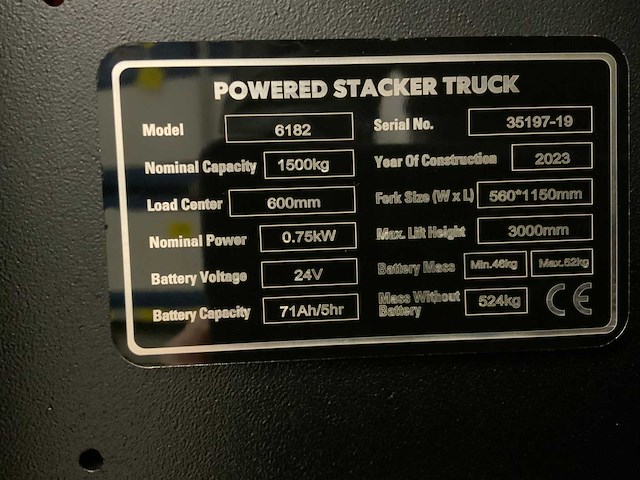 POWERED STACKER TRUCK
Model 6182 Serial No. 35197-19
Nominal Capacity 1500kg Year Of Construction 2023
Load Center 600mm Fork Size (W x L) 560*1150mm
Nominal Power 0.75kW Max. Lift Height 3000mm
Battery Voltage 24V Battery Mass Min.46kg Max.62kg
Battery Capacity 71Ah/5hr Mass Without Battery 524kg CE